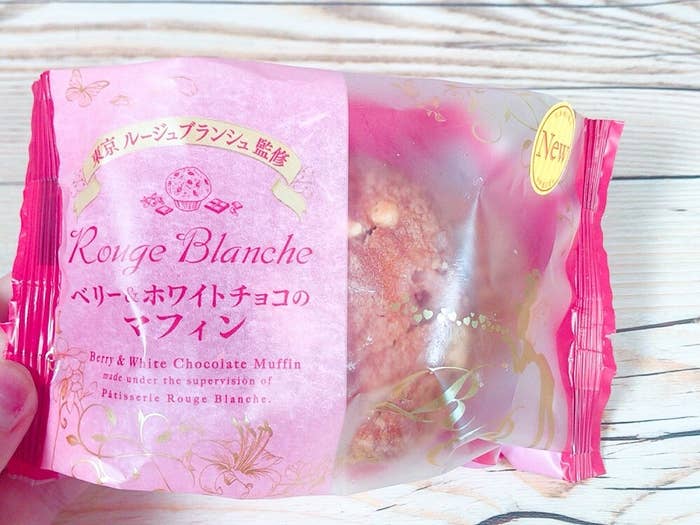 東京 ルージュブランシュ 監修
Rouge Blanche
ベリー&ホワイトチョコの
マフィン
Berry & White Chocolate Muffin
made under the supervision of
Pâtisserie Rouge Blanche.
New